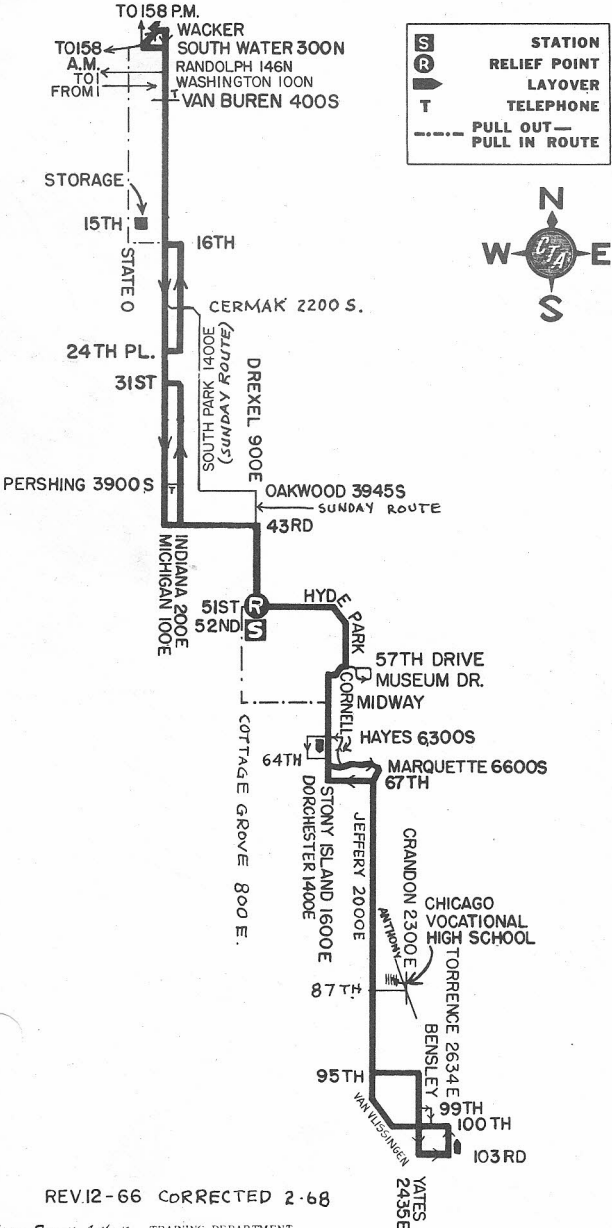 TO 158 P.M.
WACKER
TO 158
A.M.
SOUTH WATER 300N
RANDOLPH 146N
TO 1
FROM 1
WASHINGTON 100N
T
VAN BUREN 400S
S STATION
R RELIEF POINT
LAYOVER
T TELEPHONE
PULL OUT—
PULL IN ROUTE
N
W CTA E
S
STORAGE
15TH
16TH
STATE 0
CERMAK 2200 S.
24TH PL.
31ST
SOUTH PARK 1400E
(SUNDAY ROUTE)
DREXEL 900E
PERSHING 3900S
T
OAKWOOD 3945S
SUNDAY ROUTE
43RD
INDIANA 200E
MICHIGAN 100E
51ST
R
52ND
S
HYDE PARK
57TH DRIVE
MUSEUM DR.
CORNELL
MIDWAY
HAYES 6300S
64TH
MARQUETTE 6600S
67TH
COTTAGE GROVE 800 E.
STONY ISLAND 1600E
DORCHESTER 1400E
JEFFERY 2000E
CRANDON 2300E
ANTHONY
CHICAGO
VOCATIONAL
HIGH SCHOOL
87TH.
TORRENCE 2634E
BENSLEY
95TH
99TH
100TH
VAN VLISSINGEN
103RD
YATES
2435E
REV.12-66 CORRECTED 2-68
TRAINING DEPARTMENT